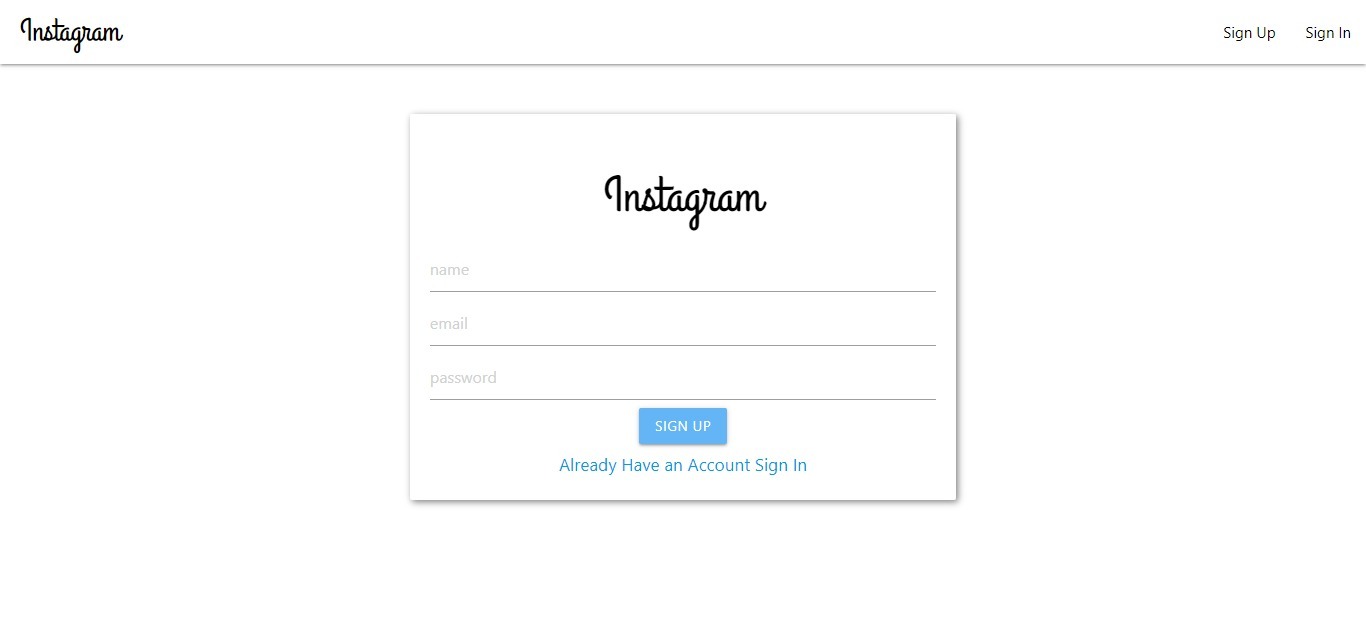 Instagram
Sign Up
Sign In
Instagram
name
email
password
SIGN UP
Already Have an Account Sign In